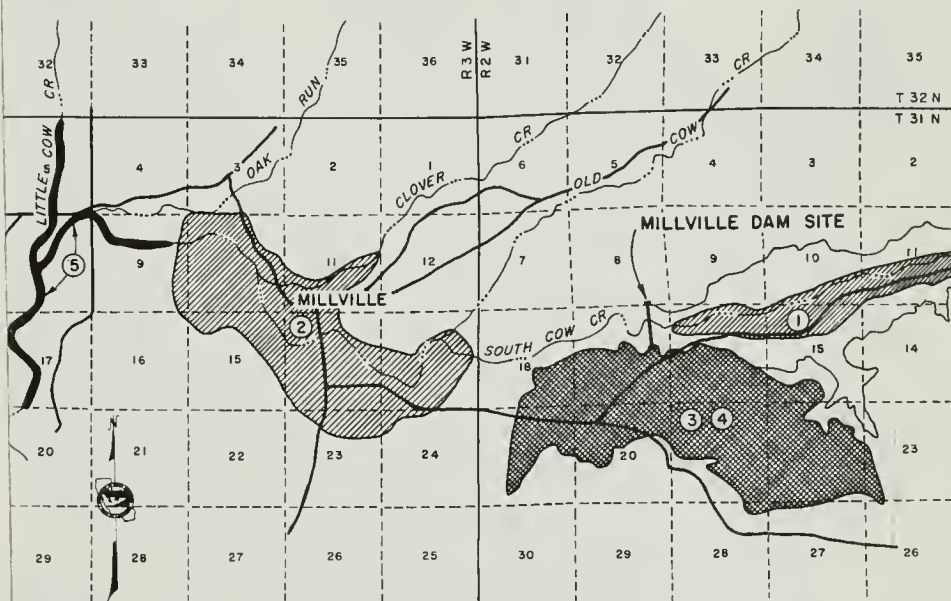 32 33 34 35 36 31 32 33 34 35
CR
RUN
R3W R2W
CR
CR
T 32 N
T 31 N
LITTLE COW
4 3 2 1 6 5 4 3 2
OAK
CLOVER
OLD
COW
MILLVILLE DAM SITE
5
9 11 12 7 8 9 10 11
MILLVILLE
2
1
SOUTH COW CR
17 16 15 18 15 14
3 4
N
20 21 22 23 24 20 23
29 28 27 26 25 30 29 28 27 26